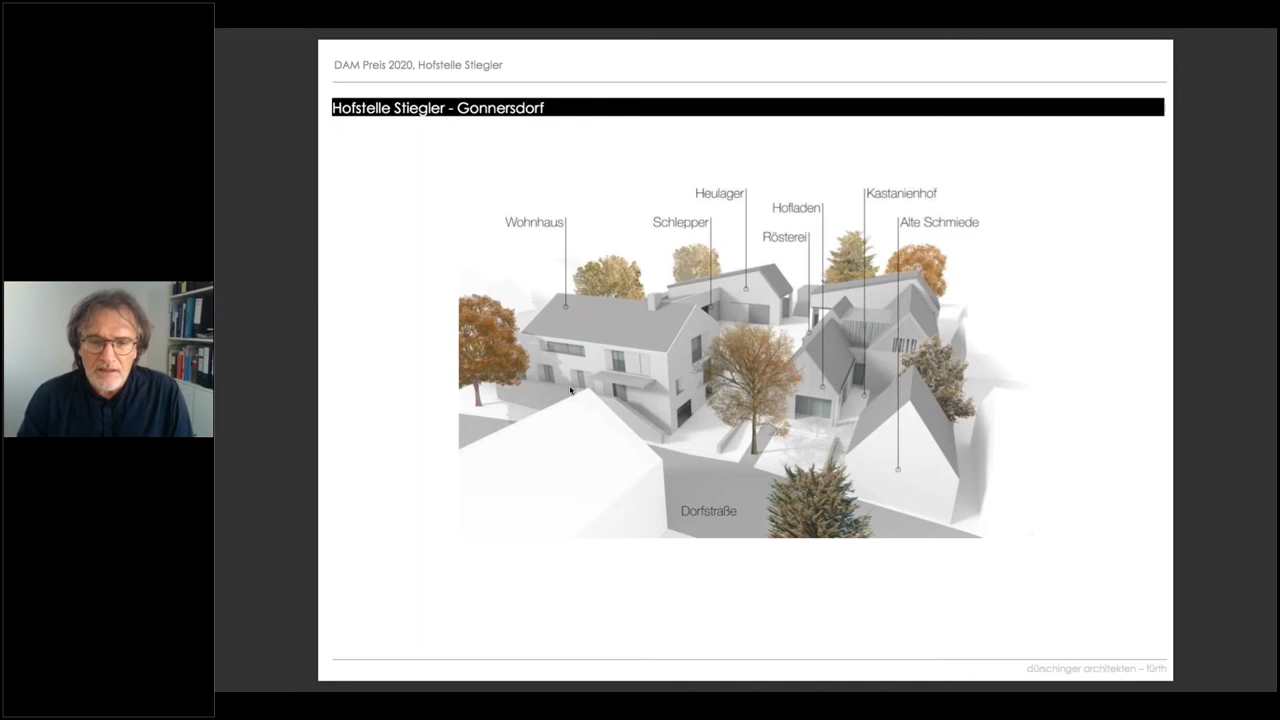 DAM Preis 2020, Hofstelle Stiegler
Hofstelle Stiegler - Gonnersdorf
Heulager
Kastanienhof
Hofladen
Wohnhaus
Schlepper
Alte Schmiede
Rösterei
Dorfstraße
dürschinger architekten – fürth